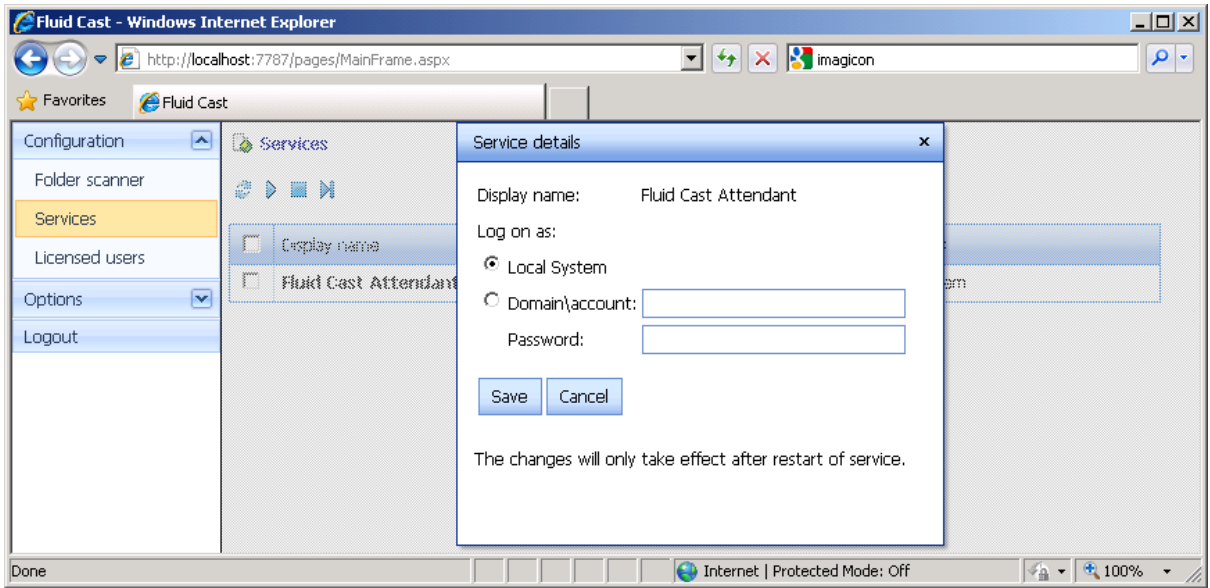 Fluid Cast - Windows Internet Explorer
http://localhost:7787/pages/MainFrame.aspx
imagicon
Favorites
Fluid Cast
Configuration
Folder scanner
Services
Licensed users
Options
Logout
Services
Display name
Fluid Cast Attendant
Service details
x
Display name: Fluid Cast Attendant
Log on as:
Local System
Domain\account:
Password:
Save Cancel
The changes will only take effect after restart of service.
Done
Internet | Protected Mode: Off
100%